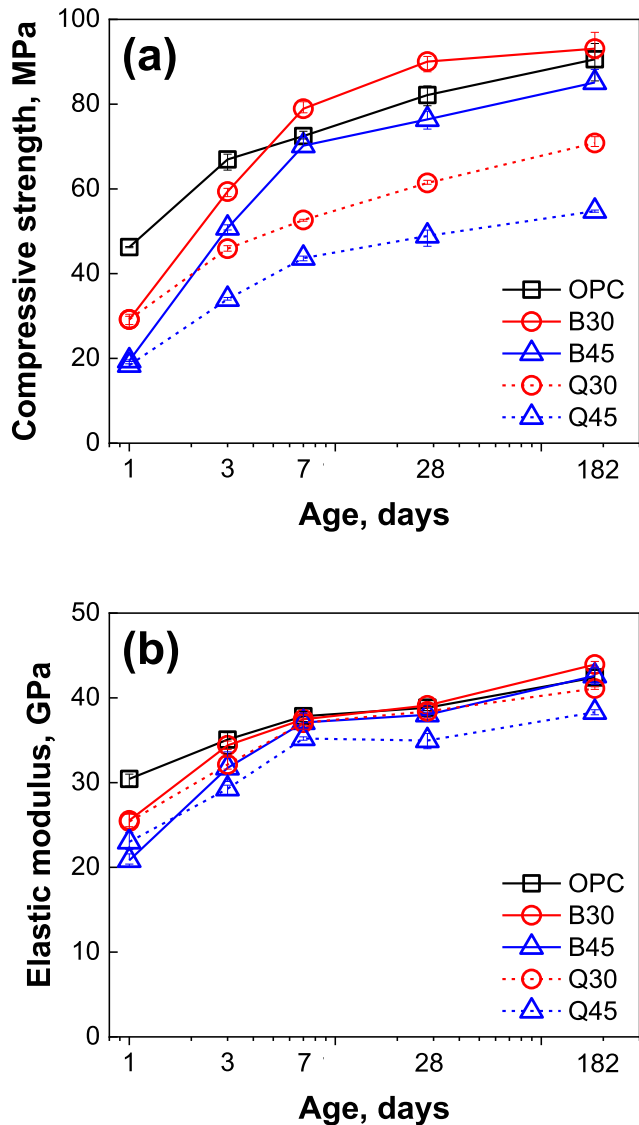 (a)
Compressive strength, MPa
100
80
60
40
20
0
OPC
B30
B45
Q30
Q45
1 3 7 28 182
Age, days
(b)
Elastic modulus, GPa
50
40
30
20
10
0
OPC
B30
B45
Q30
Q45
1 3 7 28 182
Age, days